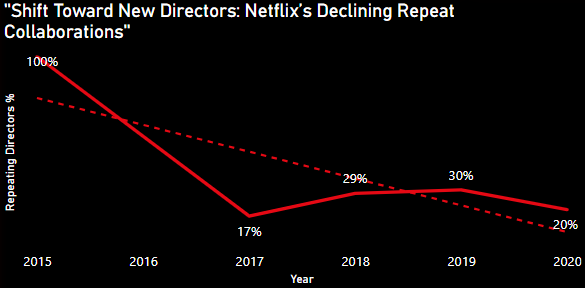 "Shift Toward New Directors: Netflix’s Declining Repeat
Collaborations"
Repeating Directors %
100%
17%
29%
30%
20%
2015 2016 2017 2018 2019 2020
Year